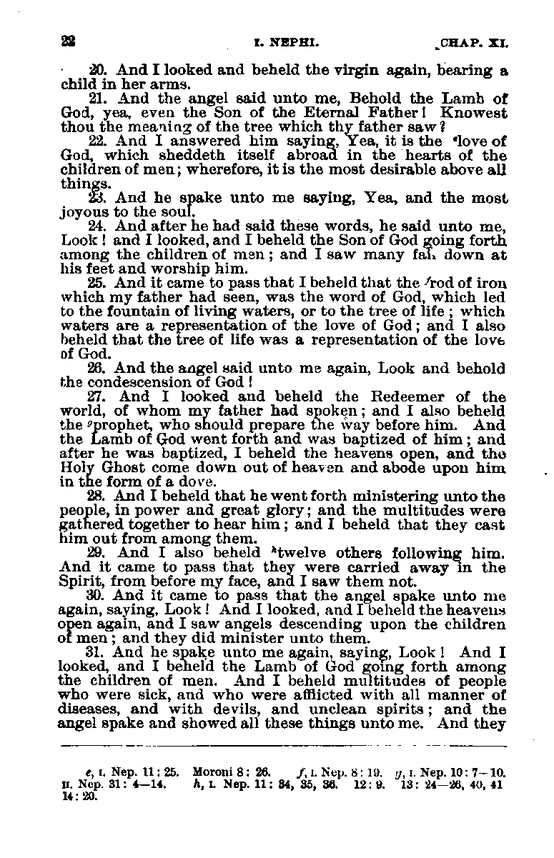 22 I. NEPHI. CHAP. XI.
20. And I looked and beheld the virgin again, bearing a
child in her arms.
21. And the angel said unto me, Behold the Lamb of
God, yea, even the Son of the Eternal Father! Knowest
thou the meaning of the tree which thy father saw?
22. And I answered him saying, Yea, it is the ᵉlove of
God, which sheddeth itself abroad in the hearts of the
children of men; wherefore, it is the most desirable above all
things.
23. And he spake unto me saying, Yea, and the most
joyous to the soul.
24. And after he had said these words, he said unto me,
Look! and I looked, and I beheld the Son of God going forth
among the children of men; and I saw many fall down at
his feet and worship him.
25. And it came to pass that I beheld that the ᶠrod of iron
which my father had seen, was the word of God, which led
to the fountain of living waters, or to the tree of life; which
waters are a representation of the love of God; and I also
beheld that the tree of life was a representation of the love
of God.
26. And the angel said unto me again, Look and behold
the condescension of God!
27. And I looked and beheld the Redeemer of the
world, of whom my father had spoken; and I also beheld
the ᵍprophet, who should prepare the way before him. And
the Lamb of God went forth and was baptized of him; and
after he was baptized, I beheld the heavens open, and the
Holy Ghost come down out of heaven and abode upon him
in the form of a dove.
28. And I beheld that he went forth ministering unto the
people, in power and great glory; and the multitudes were
gathered together to hear him; and I beheld that they cast
him out from among them.
29. And I also beheld ʰtwelve others following him.
And it came to pass that they were carried away in the
Spirit, from before my face, and I saw them not.
30. And it came to pass that the angel spake unto me
again, saying, Look! And I looked, and I beheld the heavens
open again, and I saw angels descending upon the children
of men; and they did minister unto them.
31. And he spake unto me again, saying, Look! And I
looked, and I beheld the Lamb of God going forth among
the children of men. And I beheld multitudes of people
who were sick, and who were afflicted with all manner of
diseases, and with devils, and unclean spirits; and the
angel spake and showed all these things unto me. And they
e, I. Nep. 11: 25. Moroni 8: 26. f, I. Nep. 8: 19. g, I. Nep. 10: 7—10.
II. Nep. 31: 4—14. h, I. Nep. 11: 34, 35, 36. 12: 9. 13: 24—26, 40, 41
14: 20.